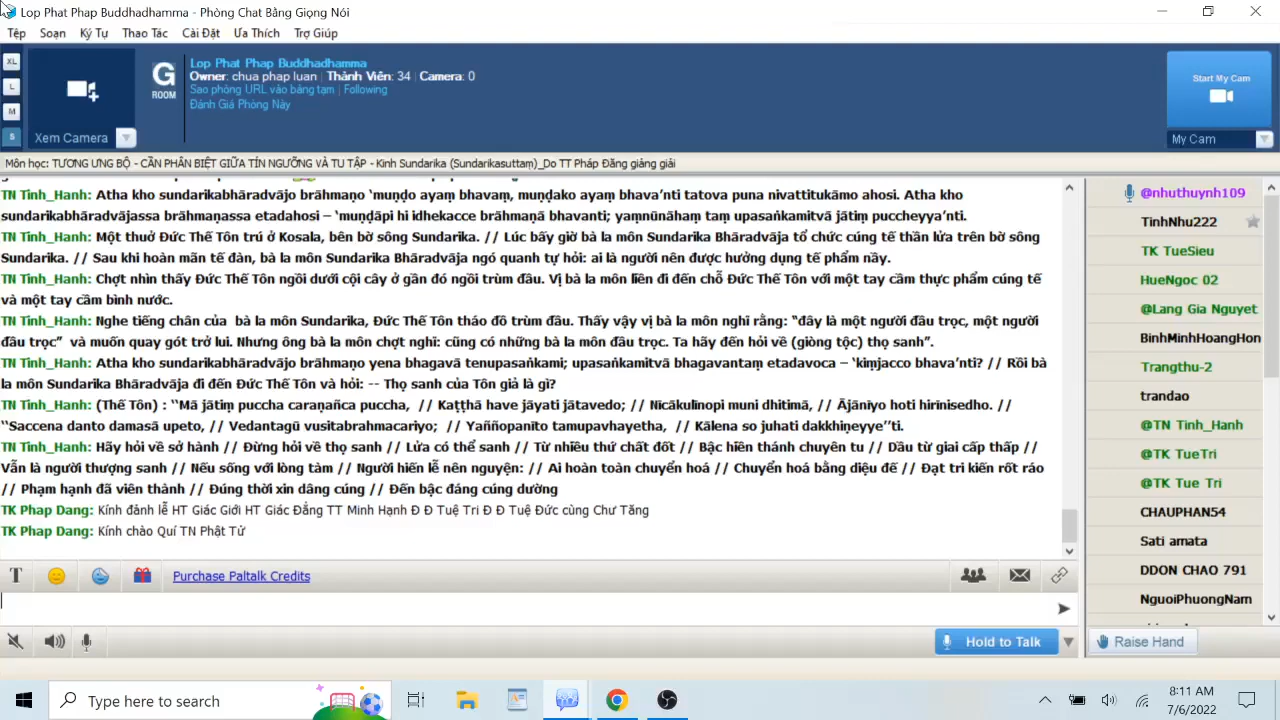 Lop Phat Phap Buddhadhamma - Phòng Chat Bằng Giọng Nói
Tệp Soạn Ký Tự Thao Tác Cài Đặt Ưa Thích Trợ Giúp
XL
L
M
S
Xem Camera
G
ROOM
Lop Phat Phap Buddhadhamma
Owner: chua phap luan | Thành Viên: 34 | Camera: 0
Sao phòng URL vào bảng tạm | Following
Đánh Giá Phòng Này
Start My Cam
My Cam
Môn học: TƯƠNG ƯNG BỘ - CẦN PHÂN BIỆT GIỮA TÍN NGƯỠNG VÀ TU TẬP - Kinh Sundarika (Sundarikasuttaṃ)_Do TT Pháp Đăng giảng giải
TN Tinh_Hanh: Atha kho sundarikabhāradvājo brāhmaṇo ‘muṇḍo ayaṃ bhavaṃ, muṇḍako ayaṃ bhava’nti tatova puna nivattitukāmo ahosi. Atha kho
sundarikabhāradvājassa brāhmaṇassa etadahosi – ‘muṇḍāpi hi idhekacce brāhmaṇā bhavanti; yaṃnūnāhaṃ taṃ upasaṅkamitvā jātiṃ puccheyya’nti.
TN Tinh_Hanh: Một thuở Đức Thế Tôn trú ở Kosala, bên bờ sông Sundarika. // Lúc bấy giờ bà la môn Sundarika Bhāradvāja tổ chức cúng tế thần lửa trên bờ sông
Sundarika. // Sau khi hoàn mãn tế đàn, bà la môn Sundarika Bhāradvāja ngó quanh tự hỏi: ai là người nên được hưởng dụng tế phẩm nầy.
TN Tinh_Hanh: Chợt nhìn thấy Đức Thế Tôn ngồi dưới cội cây ở gần đó ngồi trùm đầu. Vị bà la môn liền đi đến chỗ Đức Thế Tôn với một tay cầm thực phẩm cúng tế
và một tay cầm bình nước.
TN Tinh_Hanh: Nghe tiếng chân của  bà la môn Sundarika, Đức Thế Tôn tháo đồ trùm đầu. Thấy vậy vị bà la môn nghĩ rằng: “đây là một người đầu trọc, một người
đầu trọc”  và muốn quay gót trở lui. Nhưng ông bà la môn chợt nghĩ: cũng có những bà la môn đầu trọc. Ta hãy đến hỏi về (giòng tộc) thọ sanh”.
TN Tinh_Hanh: Atha kho sundarikabhāradvājo brāhmaṇo yena bhagavā tenupasaṅkami; upasaṅkamitvā bhagavantaṃ etadavoca – ‘kiṃjacco bhava’nti? // Rồi bà
la môn Sundarika Bhāradvāja đi đến Đức Thế Tôn và hỏi: -- Thọ sanh của Tôn giả là gì?
TN Tinh_Hanh: (Thế Tôn) : ‘‘Mā jātiṃ puccha caraṇañca puccha,  // Kaṭṭhā have jāyati jātavedo; // Nīcākulīnopi muni dhitimā, // Ājānīyo hoti hirīnisedho. //
‘‘Saccena danto damasā upeto, // Vedantagū vusitabrahmacariyo;  // Yaññopanīto tamupavhayetha,  // Kālena so juhati dakkhiṇeyye’’ti.
TN Tinh_Hanh: Hãy hỏi về sở hành // Đừng hỏi về thọ sanh // Lửa có thể sanh // Từ nhiêu thứ chất đốt // Bậc hiền thánh chuyên tu // Dầu từ giai cấp thấp //
Vẫn là người thượng sanh // Nếu sống với lòng tàm // Người hiến lễ nên nguyện: // Ai hoàn toàn chuyển hoá // Chuyển hoá bằng diệu đế // Đạt tri kiến rốt ráo
// Phạm hạnh đã viên thành // Đúng thời xin dâng cúng // Đến bậc đáng cúng dường
TK Phap Dang: Kính đảnh lễ HT Giác Giới HT Giác Đẳng TT Minh Hạnh Đ Đ Tuệ Trí Đ Đ Tuệ Đức cùng Chư Tăng
TK Phap Dang: Kính chào Quí TN Phật Tử
@nhuthuynh109
TinhNhu222
TK TueSieu
HueNgoc 02
@Lang Gia Nguyet
BinhMinhHoangHon
Trangthu-2
trandao
@TN Tinh_Hanh
@TK TueTri
@TK Tue Tri
CHAUPHAN54
Sati amata
DDON CHAO 791
NguoiPhuongNam
T
Purchase Paltalk Credits
Hold to Talk
Raise Hand
Type here to search
8:11 AM
7/6/2022